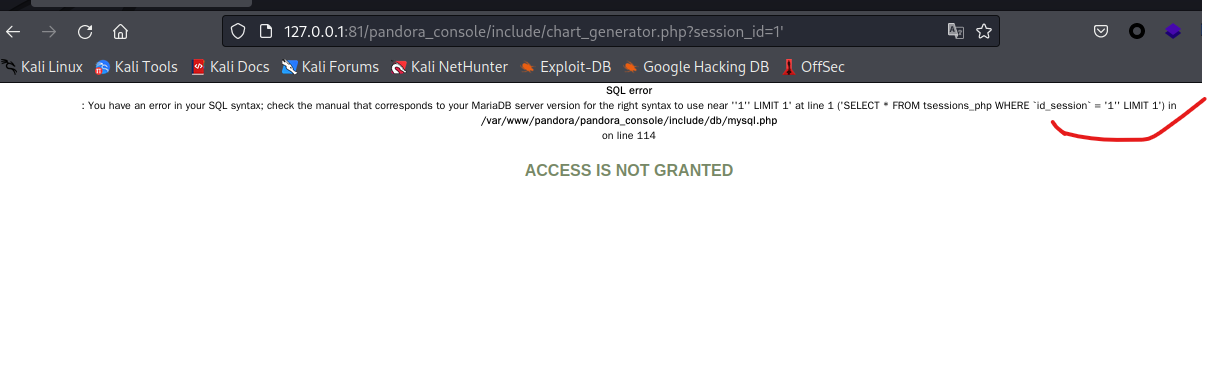 127.0.0.1:81/pandora_console/include/chart_generator.php?session_id=1'
Kali Linux Kali Tools Kali Docs Kali Forums Kali NetHunter Exploit-DB Google Hacking DB OffSec
SQL error
: You have an error in your SQL syntax; check the manual that corresponds to your MariaDB server version for the right syntax to use near ''1'' LIMIT 1' at line 1 ('SELECT * FROM tsessions_php WHERE `id_session` = '1'' LIMIT 1') in
/var/www/pandora/pandora_console/include/db/mysql.php
on line 114
ACCESS IS NOT GRANTED